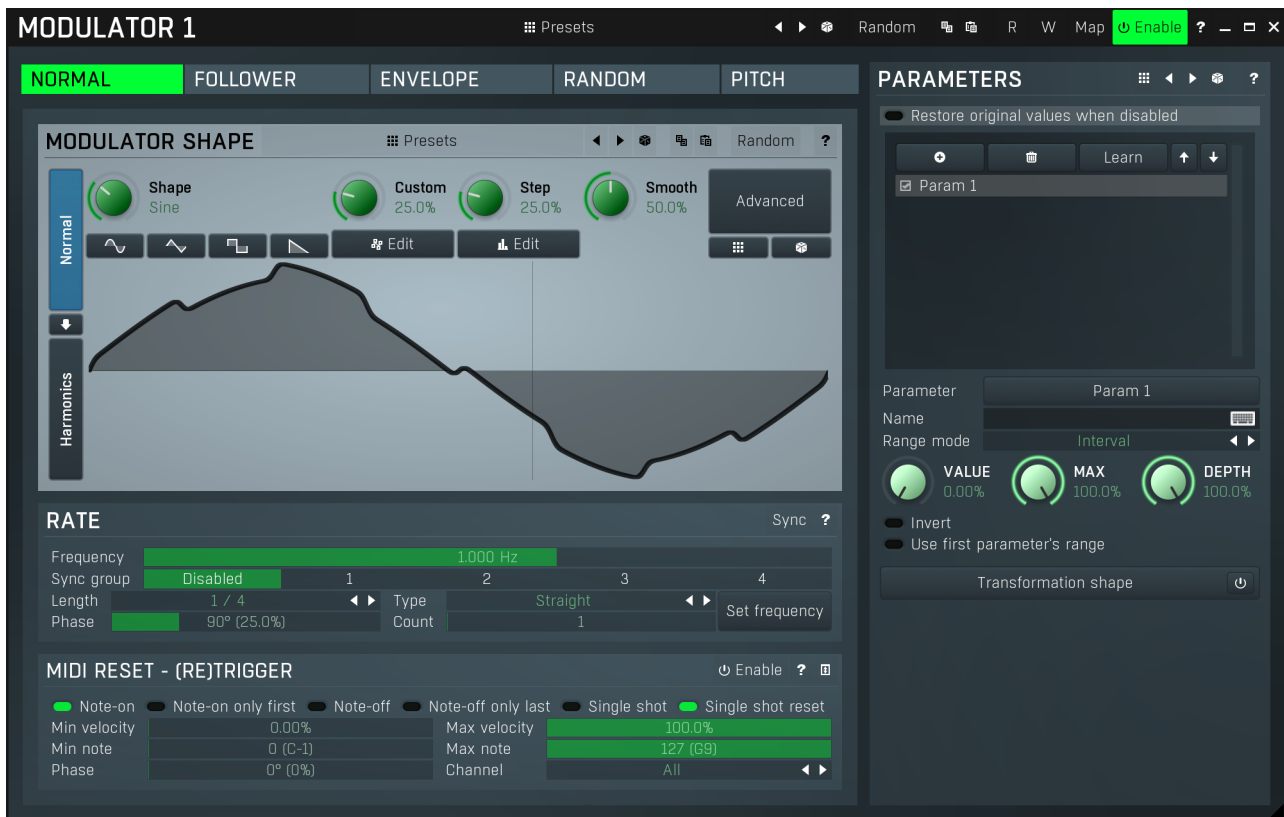 MODULATOR 1 Presets Random R W Map Enable ?
NORMAL FOLLOWER ENVELOPE RANDOM PITCH
MODULATOR SHAPE Presets Random ?
Normal
Harmonics
Shape Sine
Custom 25.0%
Step 25.0%
Smooth 50.0%
Advanced
Edit Edit
RATE Sync ?
Frequency 1.000 Hz
Sync group Disabled 1 2 3 4
Length 1 / 4 Type Straight
Set frequency
Phase 90° (25.0%) Count 1
MIDI RESET - (RE)TRIGGER Enable ?
Note-on Note-on only first Note-off Note-off only last Single shot Single shot reset
Min velocity 0.00% Max velocity 100.0%
Min note 0 (C-1) Max note 127 (G9)
Phase 0° (0%) Channel All
PARAMETERS ?
Restore original values when disabled
Learn
Param 1
Parameter Param 1
Name
Range mode Interval
VALUE 0.00%
MAX 100.0%
DEPTH 100.0%
Invert
Use first parameter's range
Transformation shape